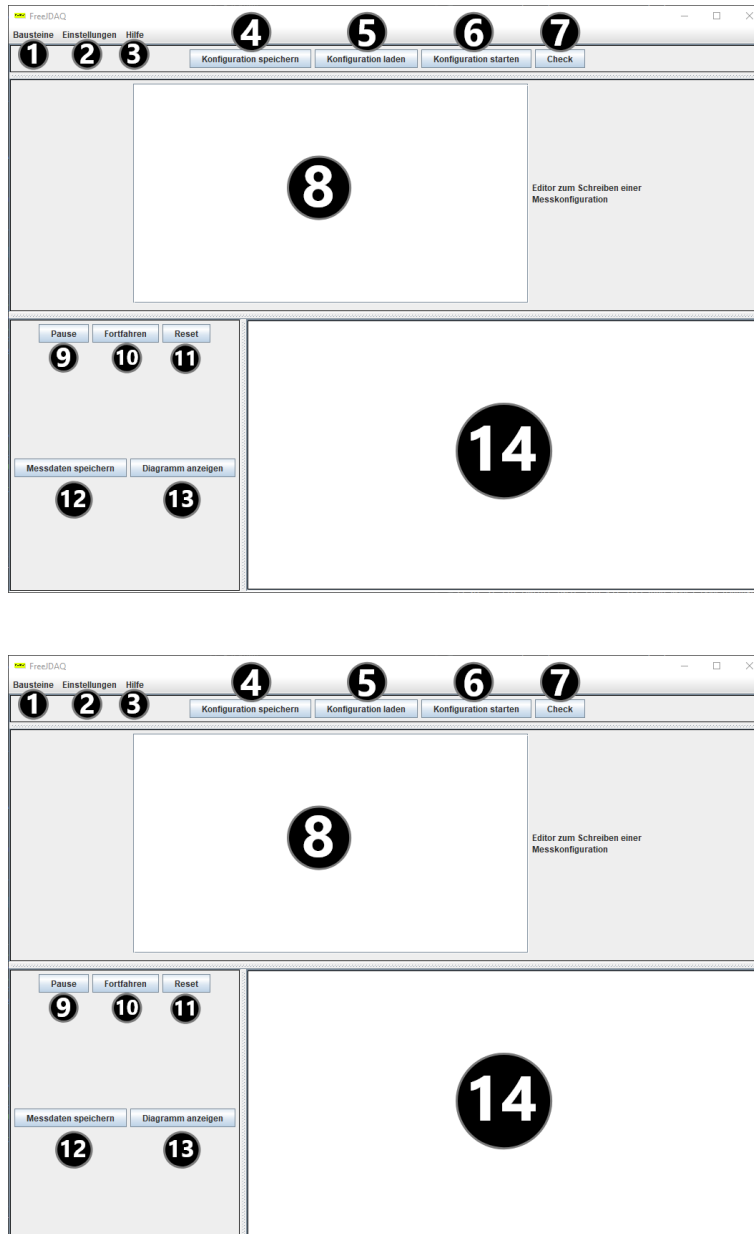 FreeJDAQ
Bausteine Einstellungen Hilfe
1 2 3 4 5 6 7
Konfiguration speichern Konfiguration laden Konfiguration starten Check
8
Editor zum Schreiben einer
Messkonfiguration
Pause Fortfahren Reset
9 10 11
14
Messdaten speichern Diagramm anzeigen
12 13
FreeJDAQ
Bausteine Einstellungen Hilfe
1 2 3 4 5 6 7
Konfiguration speichern Konfiguration laden Konfiguration starten Check
8
Editor zum Schreiben einer
Messkonfiguration
Pause Fortfahren Reset
9 10 11
14
Messdaten speichern Diagramm anzeigen
12 13